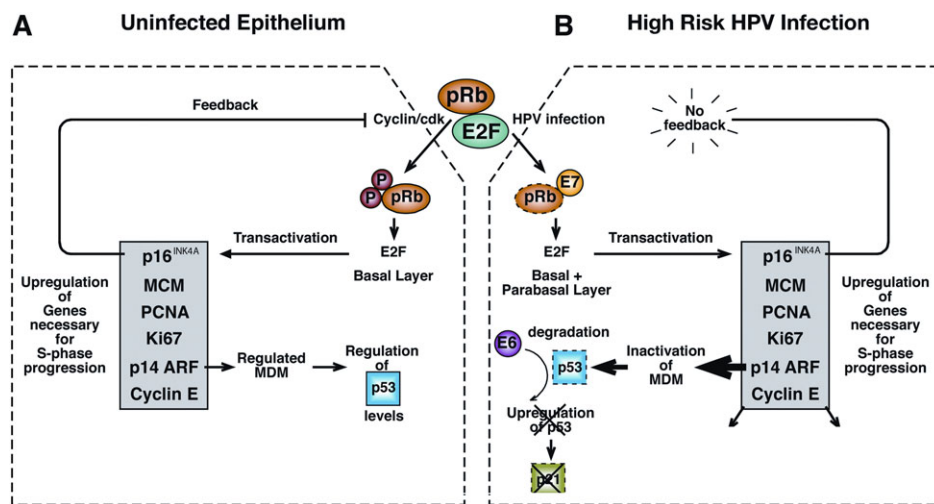 A
Uninfected Epithelium
B
High Risk HPV Infection
Feedback
Cyclin/cdk
pRb
E2F
HPV infection
No
feedback
P
P
pRb
E2F
Basal Layer
Transactivation
p16INK4A
MCM
PCNA
Ki67
p14 ARF
Cyclin E
Upregulation
of
Genes
necessary
for
S-phase
progression
Regulated
MDM
Regulation
of
p53
levels
E7
pRb
E2F
Basal +
Parabasal Layer
Transactivation
p16INK4A
MCM
PCNA
Ki67
p14 ARF
Cyclin E
Upregulation
of
Genes
necessary
for
S-phase
progression
E6
degradation
p53
Inactivation
of
MDM
Upregulation
of p53
p21